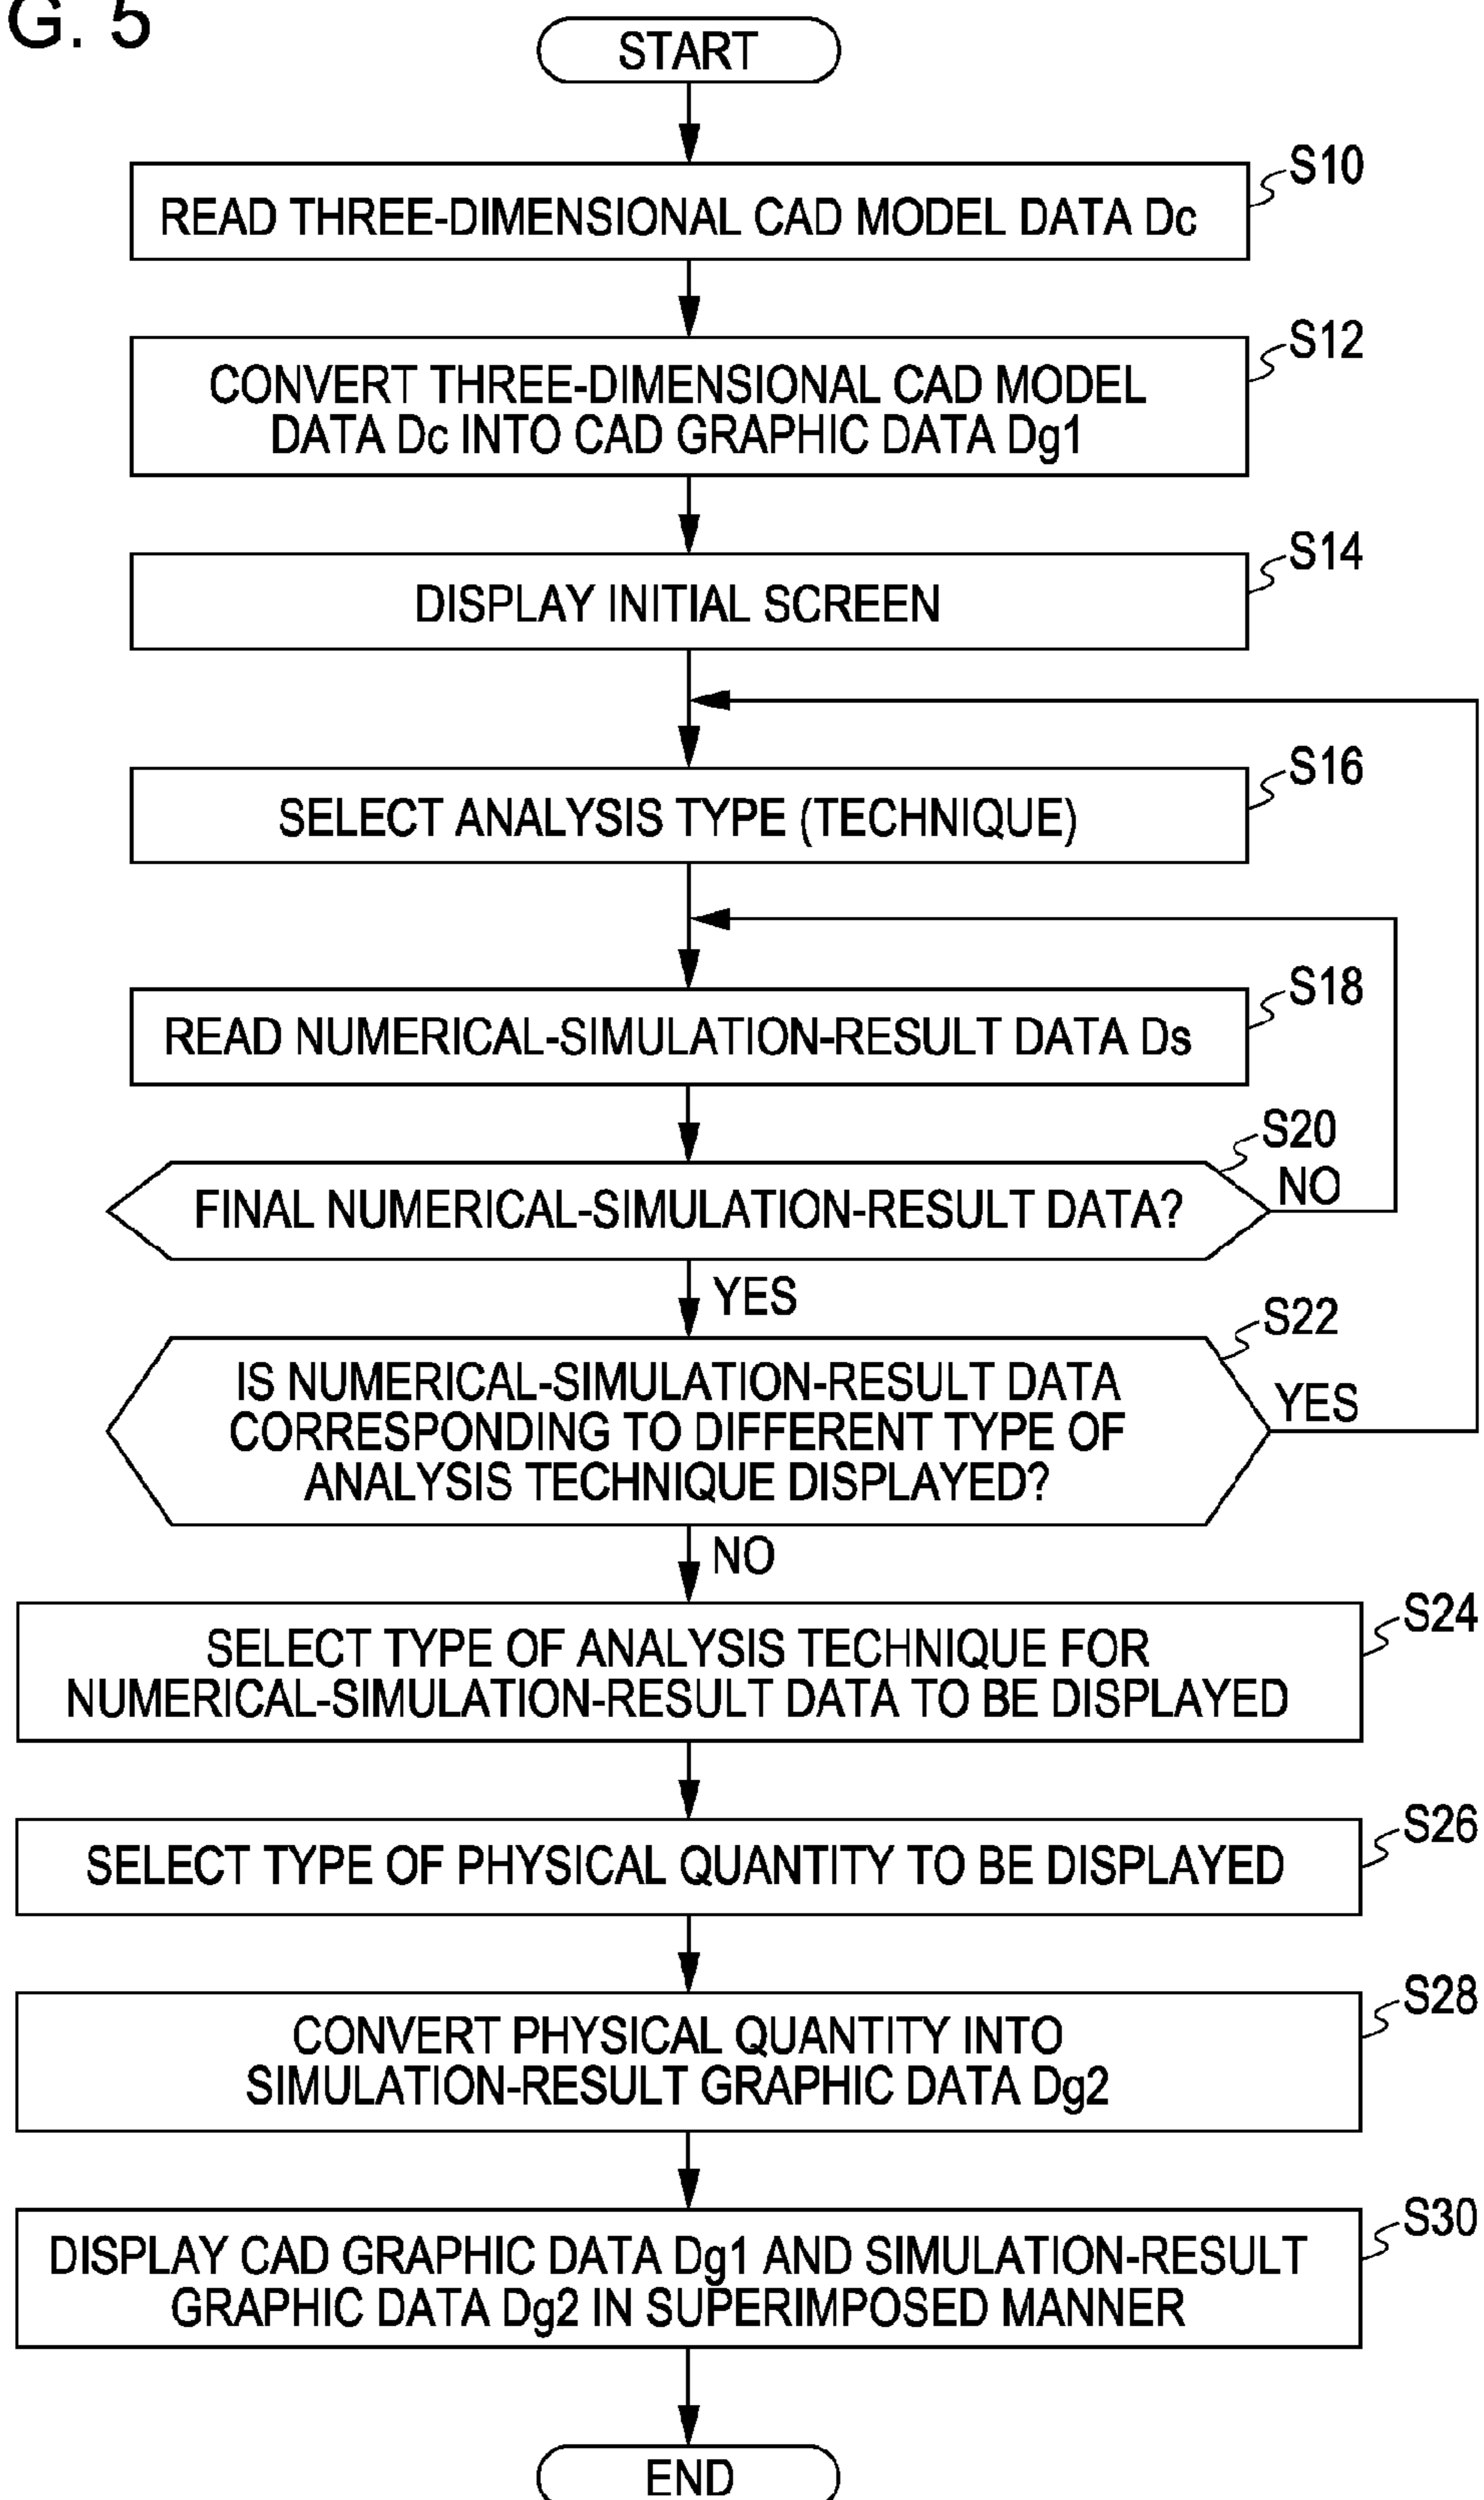 G. 5
START
S10
READ THREE-DIMENSIONAL CAD MODEL DATA Dc
S12
CONVERT THREE-DIMENSIONAL CAD MODEL
DATA Dc INTO CAD GRAPHIC DATA Dg1
S14
DISPLAY INITIAL SCREEN
S16
SELECT ANALYSIS TYPE (TECHNIQUE)
S18
READ NUMERICAL-SIMULATION-RESULT DATA Ds
S20
NO
FINAL NUMERICAL-SIMULATION-RESULT DATA?
YES
S22
IS NUMERICAL-SIMULATION-RESULT DATA
CORRESPONDING TO DIFFERENT TYPE OF
ANALYSIS TECHNIQUE DISPLAYED?
YES
NO
S24
SELECT TYPE OF ANALYSIS TECHNIQUE FOR
NUMERICAL-SIMULATION-RESULT DATA TO BE DISPLAYED
S26
SELECT TYPE OF PHYSICAL QUANTITY TO BE DISPLAYED
S28
CONVERT PHYSICAL QUANTITY INTO
SIMULATION-RESULT GRAPHIC DATA Dg2
S30
DISPLAY CAD GRAPHIC DATA Dg1 AND SIMULATION-RESULT
GRAPHIC DATA Dg2 IN SUPERIMPOSED MANNER
END